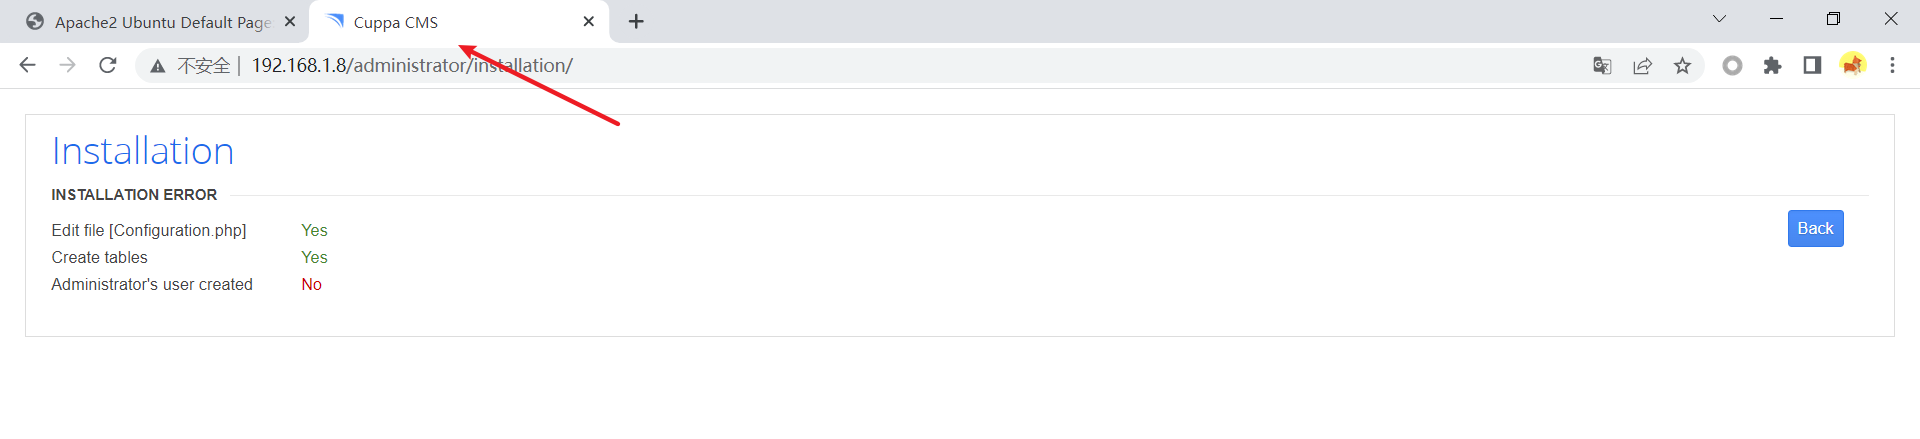 Apache2 Ubuntu Default Page
Cuppa CMS
不安全 | 192.168.1.8/administrator/installation/
Installation
INSTALLATION ERROR
Edit file [Configuration.php] Yes
Back
Create tables Yes
Administrator's user created No